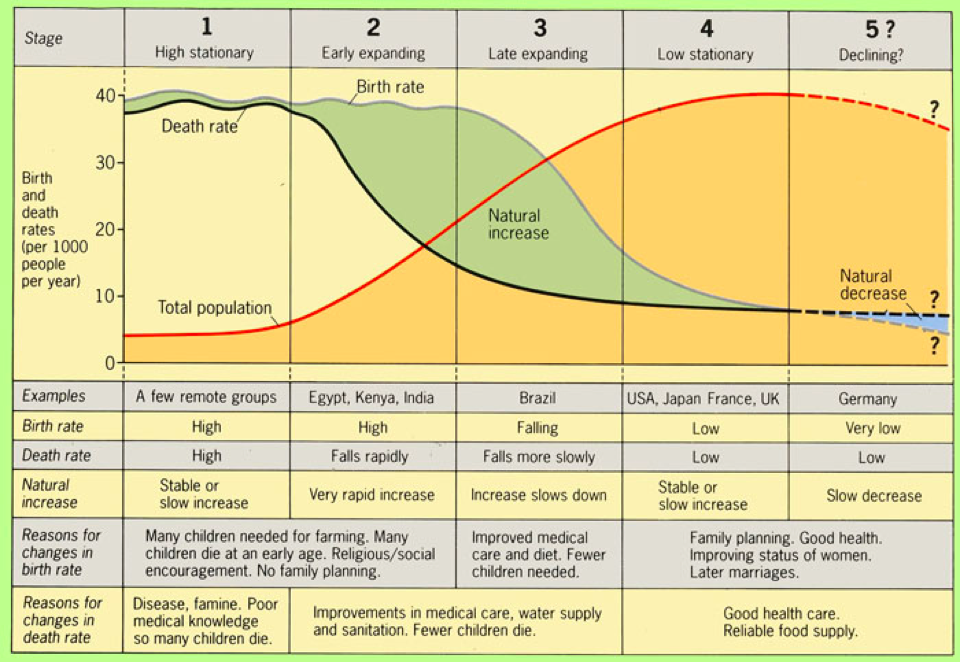 Stage
1
High stationary
2
Early expanding
3
Late expanding
4
Low stationary
5 ?
Declining?
40
30
20
10
0
Birth
and
death
rates
(per 1000
people
per year)
Birth rate
Death rate
Total population
Natural
increase
Natural
decrease
?
?
?
Examples
A few remote groups
Egypt, Kenya, India
Brazil
USA, Japan France, UK
Germany
Birth rate
High
High
Falling
Low
Very low
Death rate
High
Falls rapidly
Falls more slowly
Low
Low
Natural
increase
Stable or
slow increase
Very rapid increase
Increase slows down
Stable or
slow increase
Slow decrease
Reasons for
changes in
birth rate
Many children needed for farming. Many
children die at an early age. Religious/social
encouragement. No family planning.
Improved medical
care and diet. Fewer
children needed.
Family planning. Good health.
Improving status of women.
Later marriages.
Reasons for
changes in
death rate
Disease, famine. Poor
medical knowledge
so many children die.
Improvements in medical care, water supply
and sanitation. Fewer children die.
Good health care.
Reliable food supply.